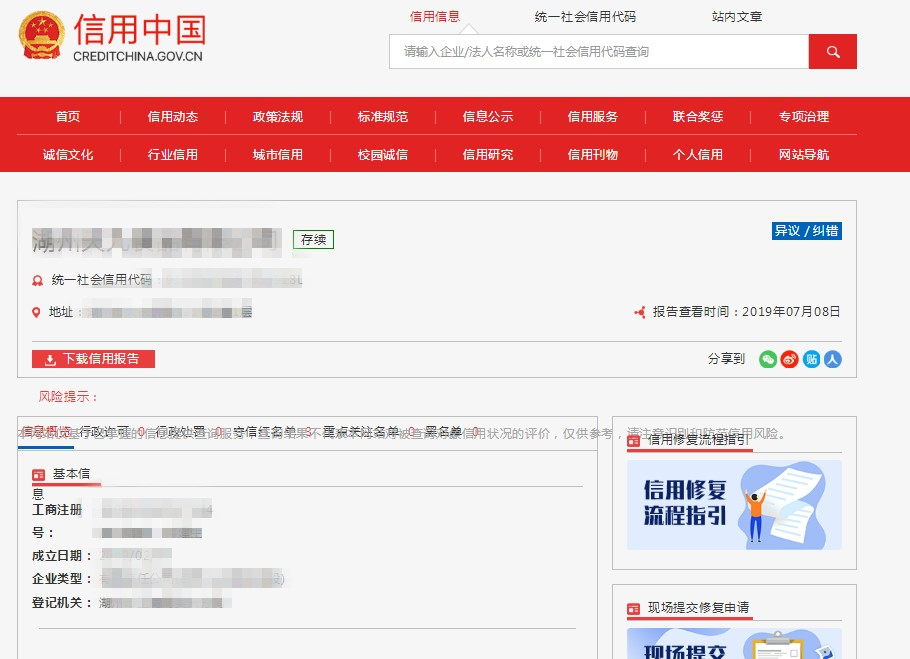 信用中国
CREDITCHINA.GOV.CN
信用信息 统一社会信用代码 站内文章
请输入企业/法人名称或统一社会信用代码查询
首页 信用动态 政策法规 标准规范 信息公示 信用服务 联合奖惩 专项治理
诚信文化 行业信用 城市信用 校园诚信 信用研究 信用刊物 个人信用 网站导航
存续
异议 / 纠错
统一社会信用代码
地址：
报告查看时间：2019年07月08日
下载信用报告
分享到
贴
人
风险提示：
信息概览 行政许可 0 行政处罚 0 守信红名单 3 重点关注名单 0 黑名单 0
信用状况的评价，仅供参考，请注意识别和防范信用风险。
基本信
息
工商注册
号：
成立日期：
企业类型：
登记机关：
信用修复流程指引
信用修复
流程指引
现场提交修复申请
现场提交